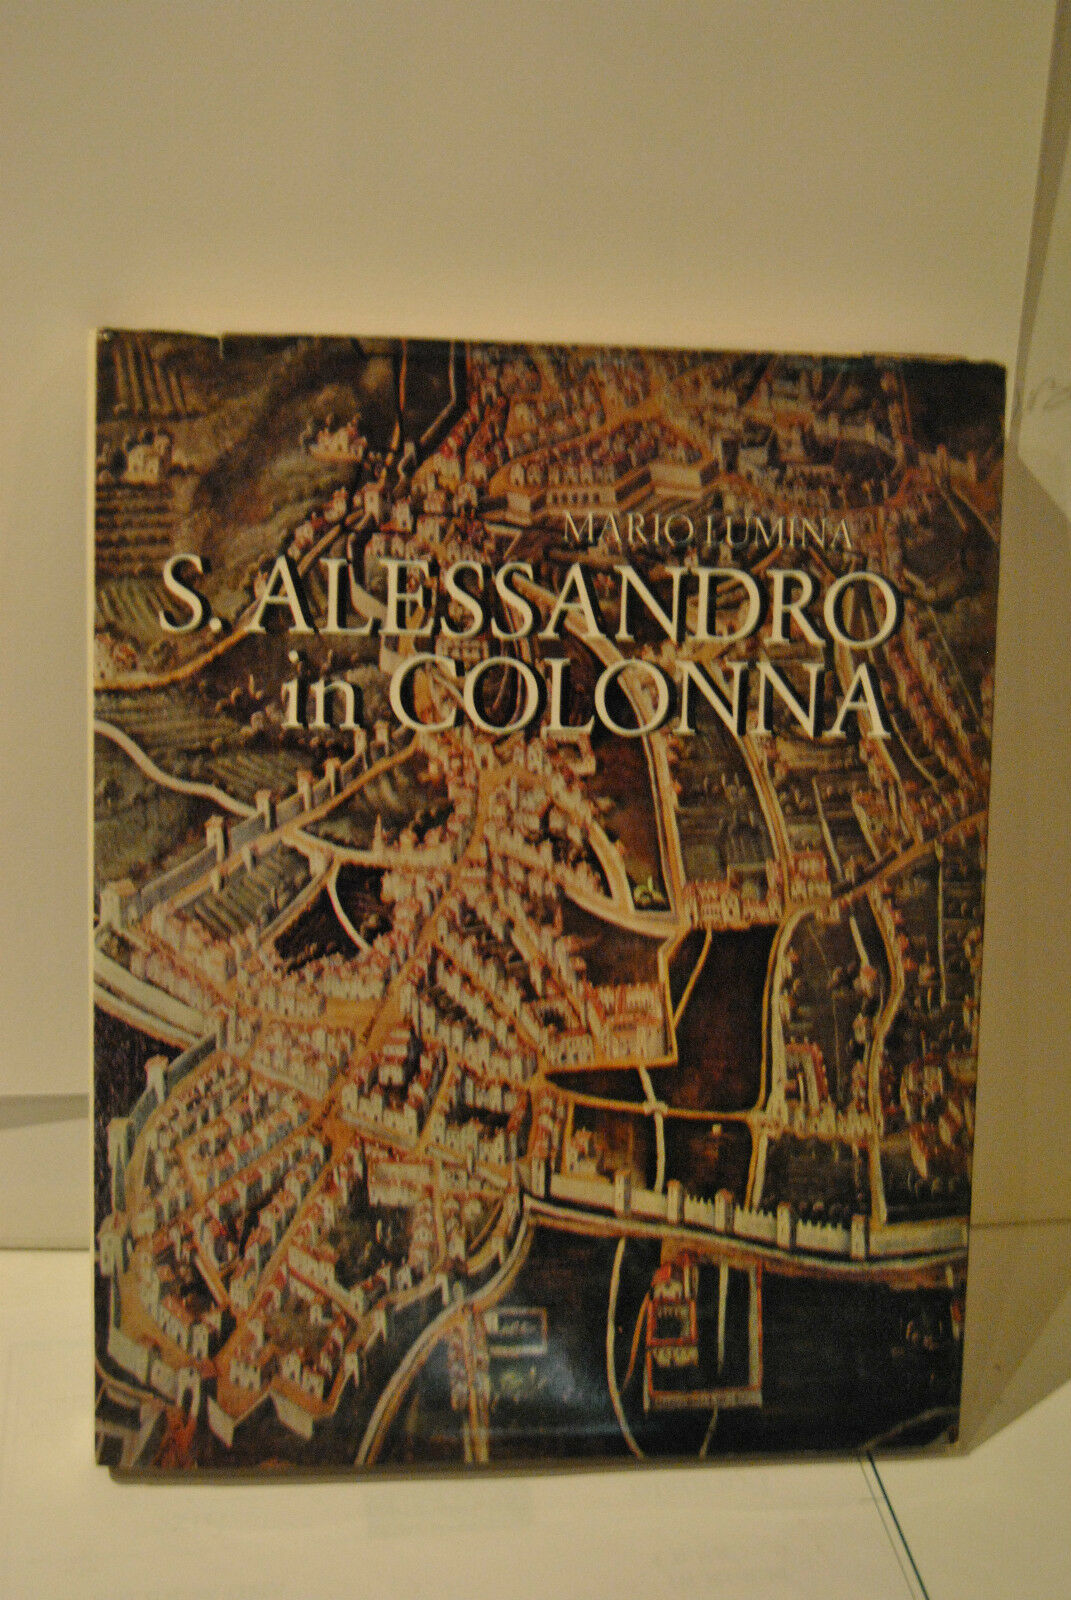 MARIO LUMINA
S. ALESSANDRO
in COLONNA